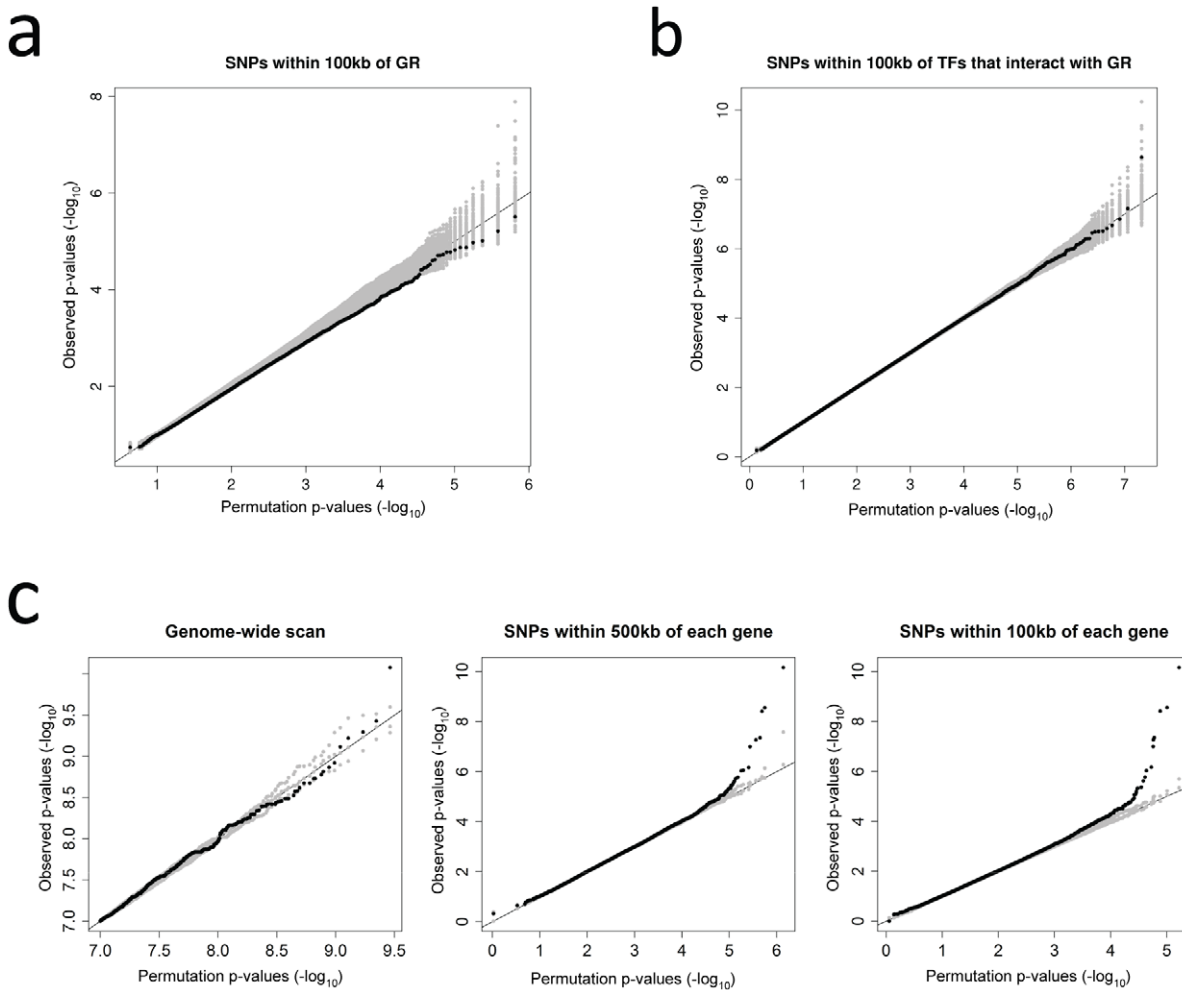 a
SNPs within 100kb of GR
Observed p-values (-log10)
8
6
4
2
1 2 3 4 5 6
Permutation p-values (-log10)
b
SNPs within 100kb of TFs that interact with GR
Observed p-values (-log10)
10
8
6
4
2
0
0 1 2 3 4 5 6 7
Permutation p-values (-log10)
c
Genome-wide scan
Observed p-values (-log10)
9.5
9.0
8.5
8.0
7.5
7.0
7.0 7.5 8.0 8.5 9.0 9.5
Permutation p-values (-log10)
SNPs within 500kb of each gene
Observed p-values (-log10)
10
8
6
4
2
0
0 1 2 3 4 5 6
Permutation p-values (-log10)
SNPs within 100kb of each gene
Observed p-values (-log10)
10
8
6
4
2
0
0 1 2 3 4 5
Permutation p-values (-log10)